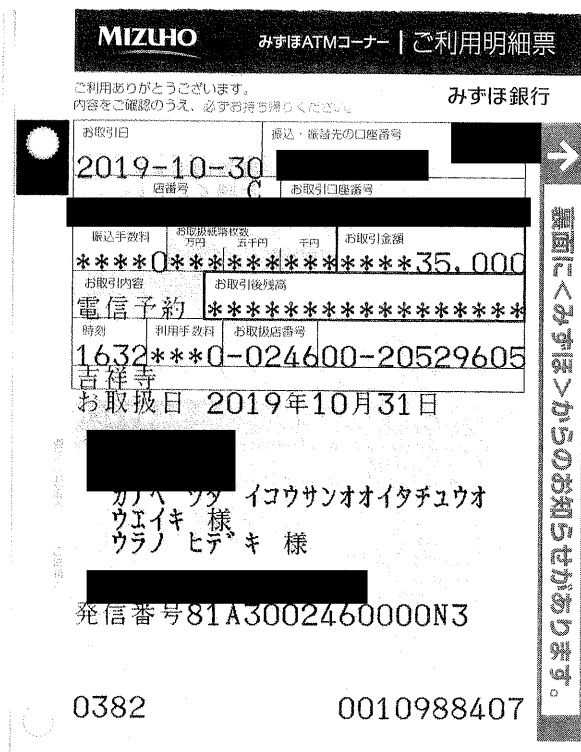 MIZUHO みずほATMコーナー | ご利用明細票
ご利用ありがとうございます。
内容をご確認のうえ、必ずお持ち帰りください。
みずほ銀行
お取引日 振込・振替先の口座番号
2019-10-30
店番号 C お取引口座番号
振込手数料 お取扱紙幣枚数 お取引金額
万円 五千円 千円
****0************35,000
お取引内容 お取引後残高
電信予約 ******************
時刻 利用手数料 お取扱店番号
1632***0-024600-20529605
吉祥寺
お取扱日 2019年10月31日
カナベ ソタ イコウサンオオイタチユウオ
ウエイキ 様
ウラノ ヒデキ 様
発信番号81A3002460000N3
0382 0010988407
→ 裏面に<みずほ>からのお知らせがあります。